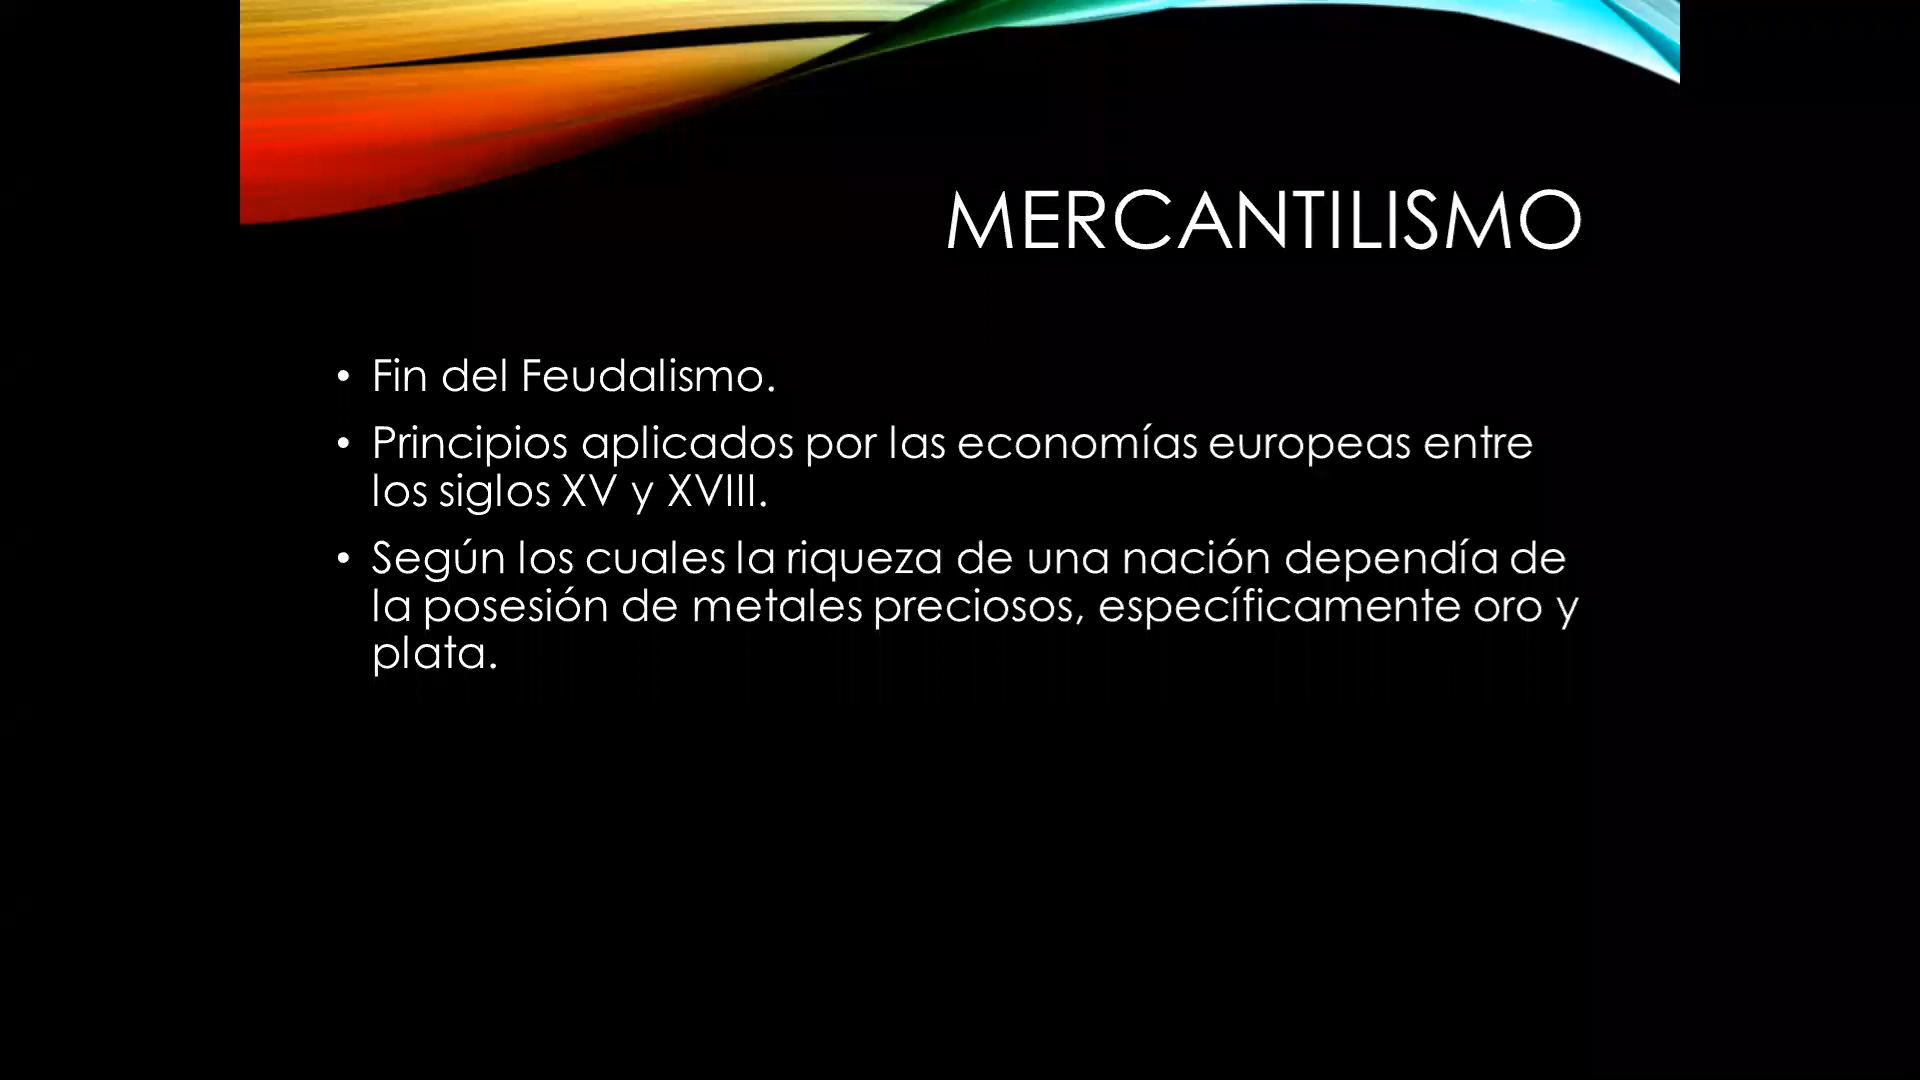 MERCANTILISMO
• Fin del Feudalismo.
• Principios aplicados por las economías europeas entre
los siglos XV y XVIII.
• Según los cuales la riqueza de una nación dependía de
la posesión de metales preciosos, específicamente oro y
plata.